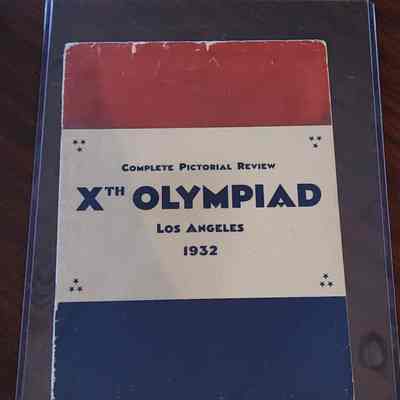 Complete Pictorial Review
Xᵀᴴ Olympiad
Los Angeles
1932